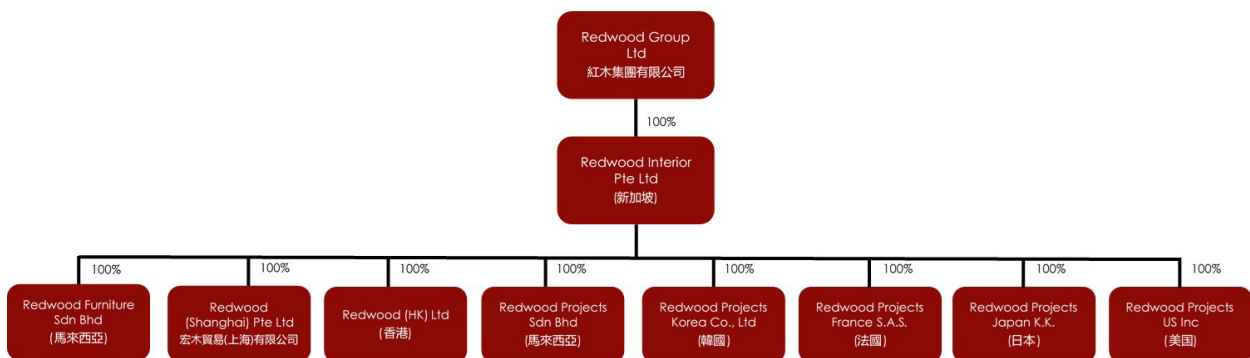 Redwood Group
Ltd
紅木集團有限公司
100%
Redwood Interior
Pte Ltd
(新加坡)
100%
100%
100%
100%
100%
100%
100%
100%
Redwood Furniture
Sdn Bhd
(馬來西亞)
Redwood
(Shanghai) Pte Ltd
宏木貿易(上海)有限公司
Redwood (HK) Ltd
(香港)
Redwood Projects
Sdn Bhd
(馬來西亞)
Redwood Projects
Korea Co., Ltd
(韓國)
Redwood Projects
France S.A.S.
(法國)
Redwood Projects
Japan K.K.
(日本)
Redwood Projects
US Inc
(美国)